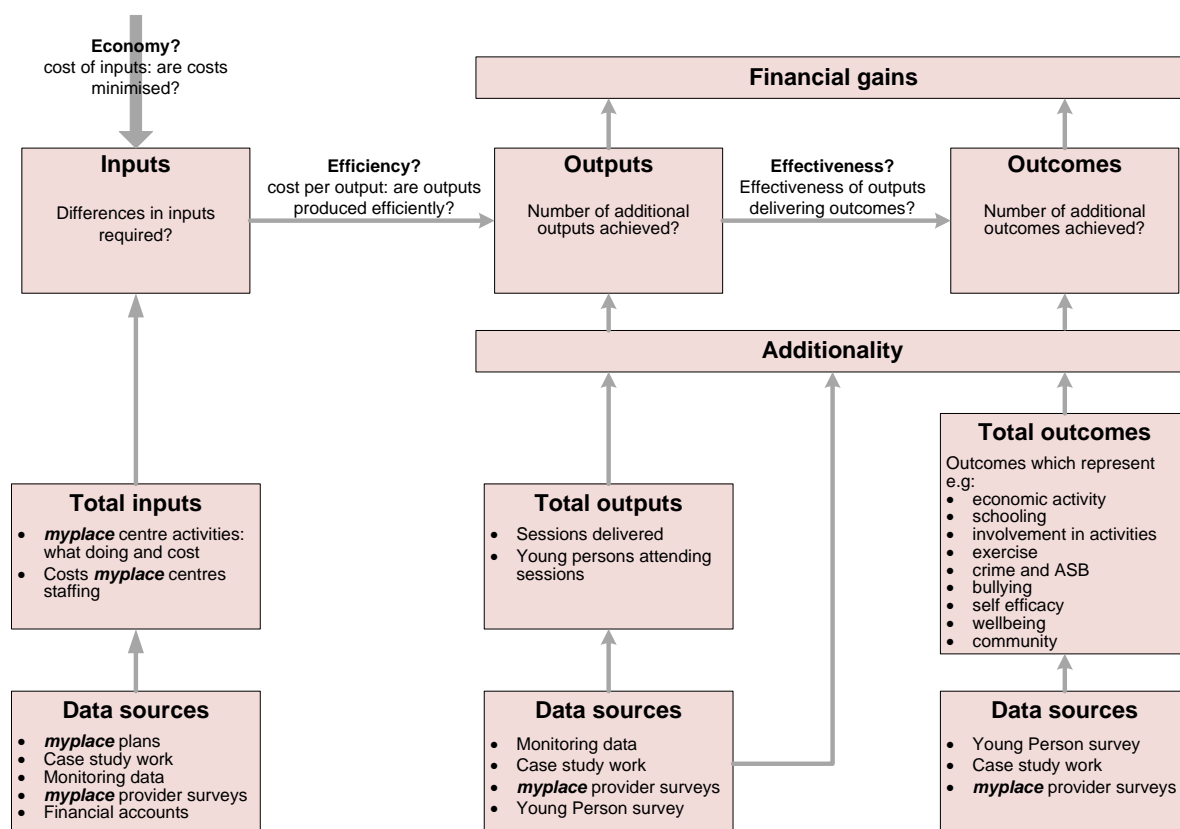 Economy?
cost of inputs: are costs
minimised?
Financial gains
Inputs
Differences in inputs
required?
Efficiency?
cost per output: are outputs
produced efficiently?
Outputs
Number of additional
outputs achieved?
Effectiveness?
Effectiveness of outputs
delivering outcomes?
Outcomes
Number of additional
outcomes achieved?
Additionality
Total inputs
• myplace centre activities:
what doing and cost
• Costs myplace centres
staffing
Total outputs
• Sessions delivered
• Young persons attending
sessions
Total outcomes
Outcomes which represent
e.g:
• economic activity
• schooling
• involvement in activities
• exercise
• crime and ASB
• bullying
• self efficacy
• wellbeing
• community
Data sources
• myplace plans
• Case study work
• Monitoring data
• myplace provider surveys
• Financial accounts
Data sources
• Monitoring data
• Case study work
• myplace provider surveys
• Young Person survey
Data sources
• Young Person survey
• Case study work
• myplace provider surveys